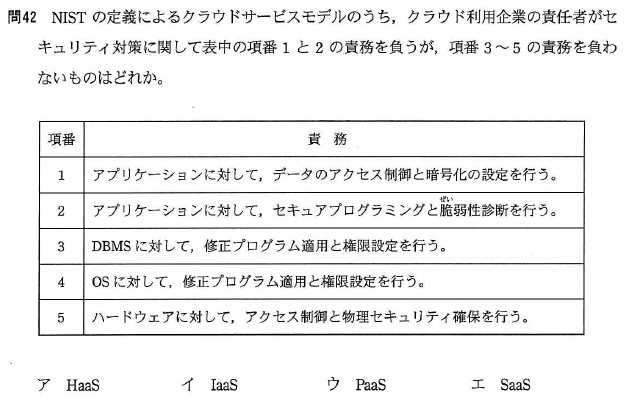 問42 NISTの定義によるクラウドサービスモデルのうち，クラウド利用企業の責任者がセ
キュリティ対策に関して表中の項番1と2の責務を負うが，項番3～5の責務を負わ
ないものはどれか。
項番 責務
1 アプリケーションに対して，データのアクセス制御と暗号化の設定を行う。
ぜい
2 アプリケーションに対して，セキュアプログラミングと脆弱性診断を行う。
3 DBMSに対して，修正プログラム適用と権限設定を行う。
4 OSに対して，修正プログラム適用と権限設定を行う。
5 ハードウェアに対して，アクセス制御と物理セキュリティ確保を行う。
ア HaaS イ IaaS ウ PaaS エ SaaS